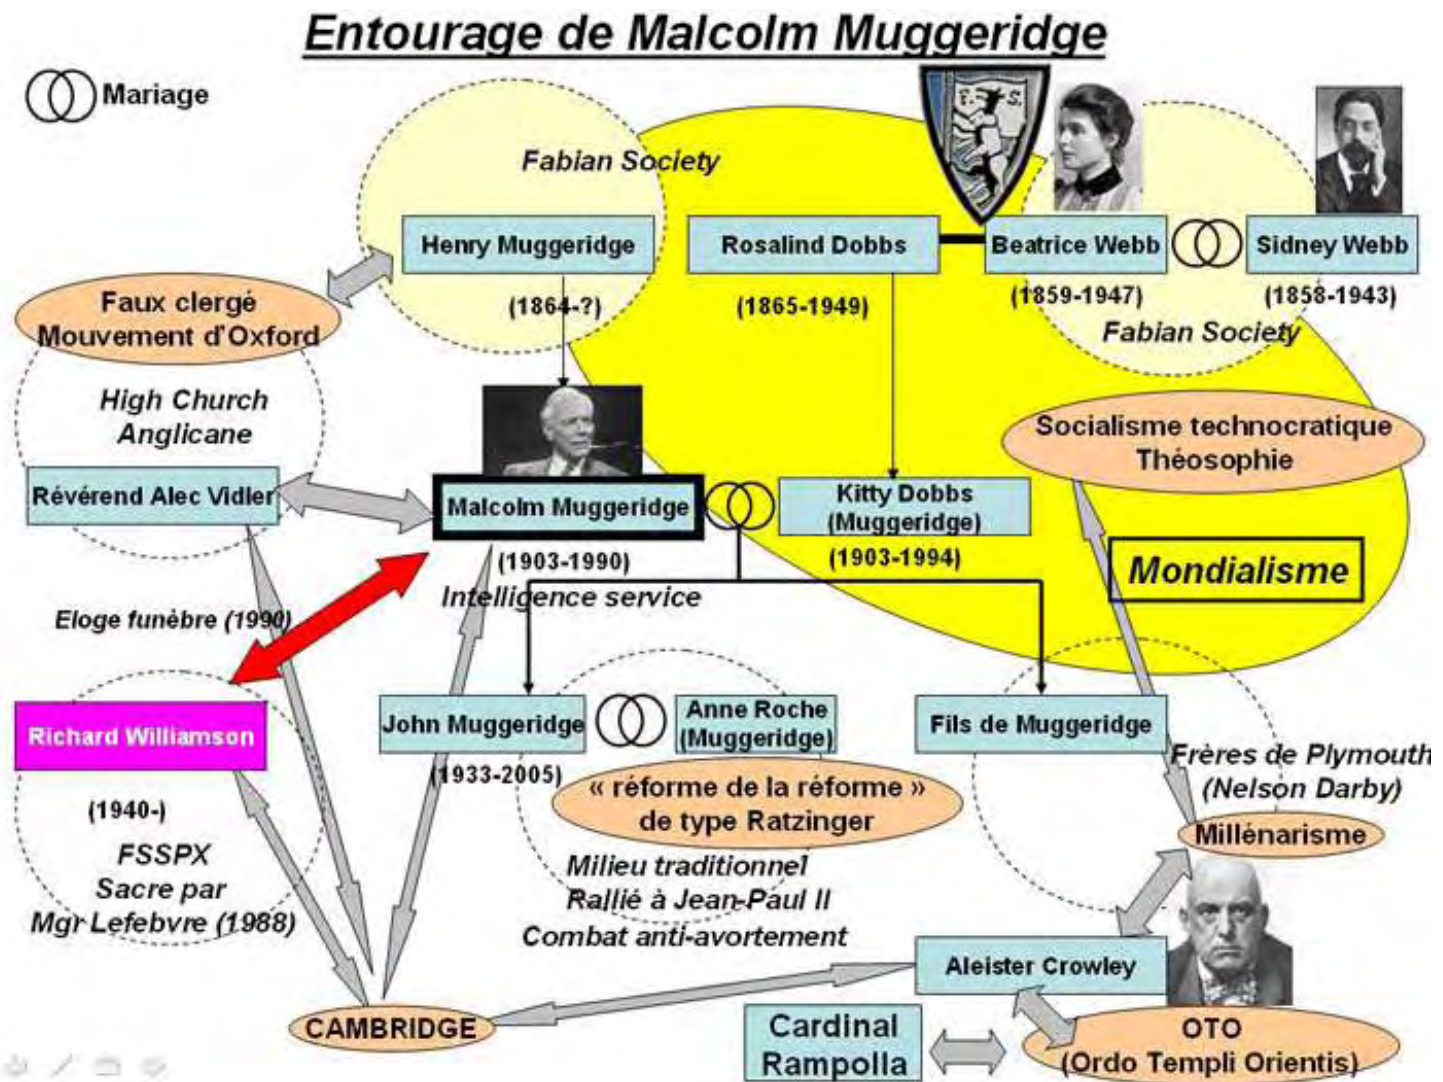 Entourage de Malcolm Muggeridge
Mariage
Fabian Society
F. S.
Henry Muggeridge
(1864-?)
Rosalind Dobbs
(1865-1949)
Beatrice Webb
(1859-1947)
Sidney Webb
(1858-1943)
Fabian Society
Faux clergé
Mouvement d'Oxford
High Church
Anglicane
Révérend Alec Vidler
Malcolm Muggeridge
(1903-1990)
Intelligence service
Kitty Dobbs
(Muggeridge)
(1903-1994)
Socialisme technocratique
Théosophie
Mondialisme
Eloge funèbre (1990)
Richard Williamson
(1940-)
FSSPX
Sacre par
Mgr Lefebvre (1988)
John Muggeridge
(1933-2005)
Anne Roche
(Muggeridge)
« réforme de la réforme »
de type Ratzinger
Milieu traditionnel
Rallié à Jean-Paul II
Combat anti-avortement
Fils de Muggeridge
Frères de Plymouth
(Nelson Darby)
Millénarisme
Aleister Crowley
CAMBRIDGE
Cardinal
Rampolla
OTO
(Ordo Templi Orientis)